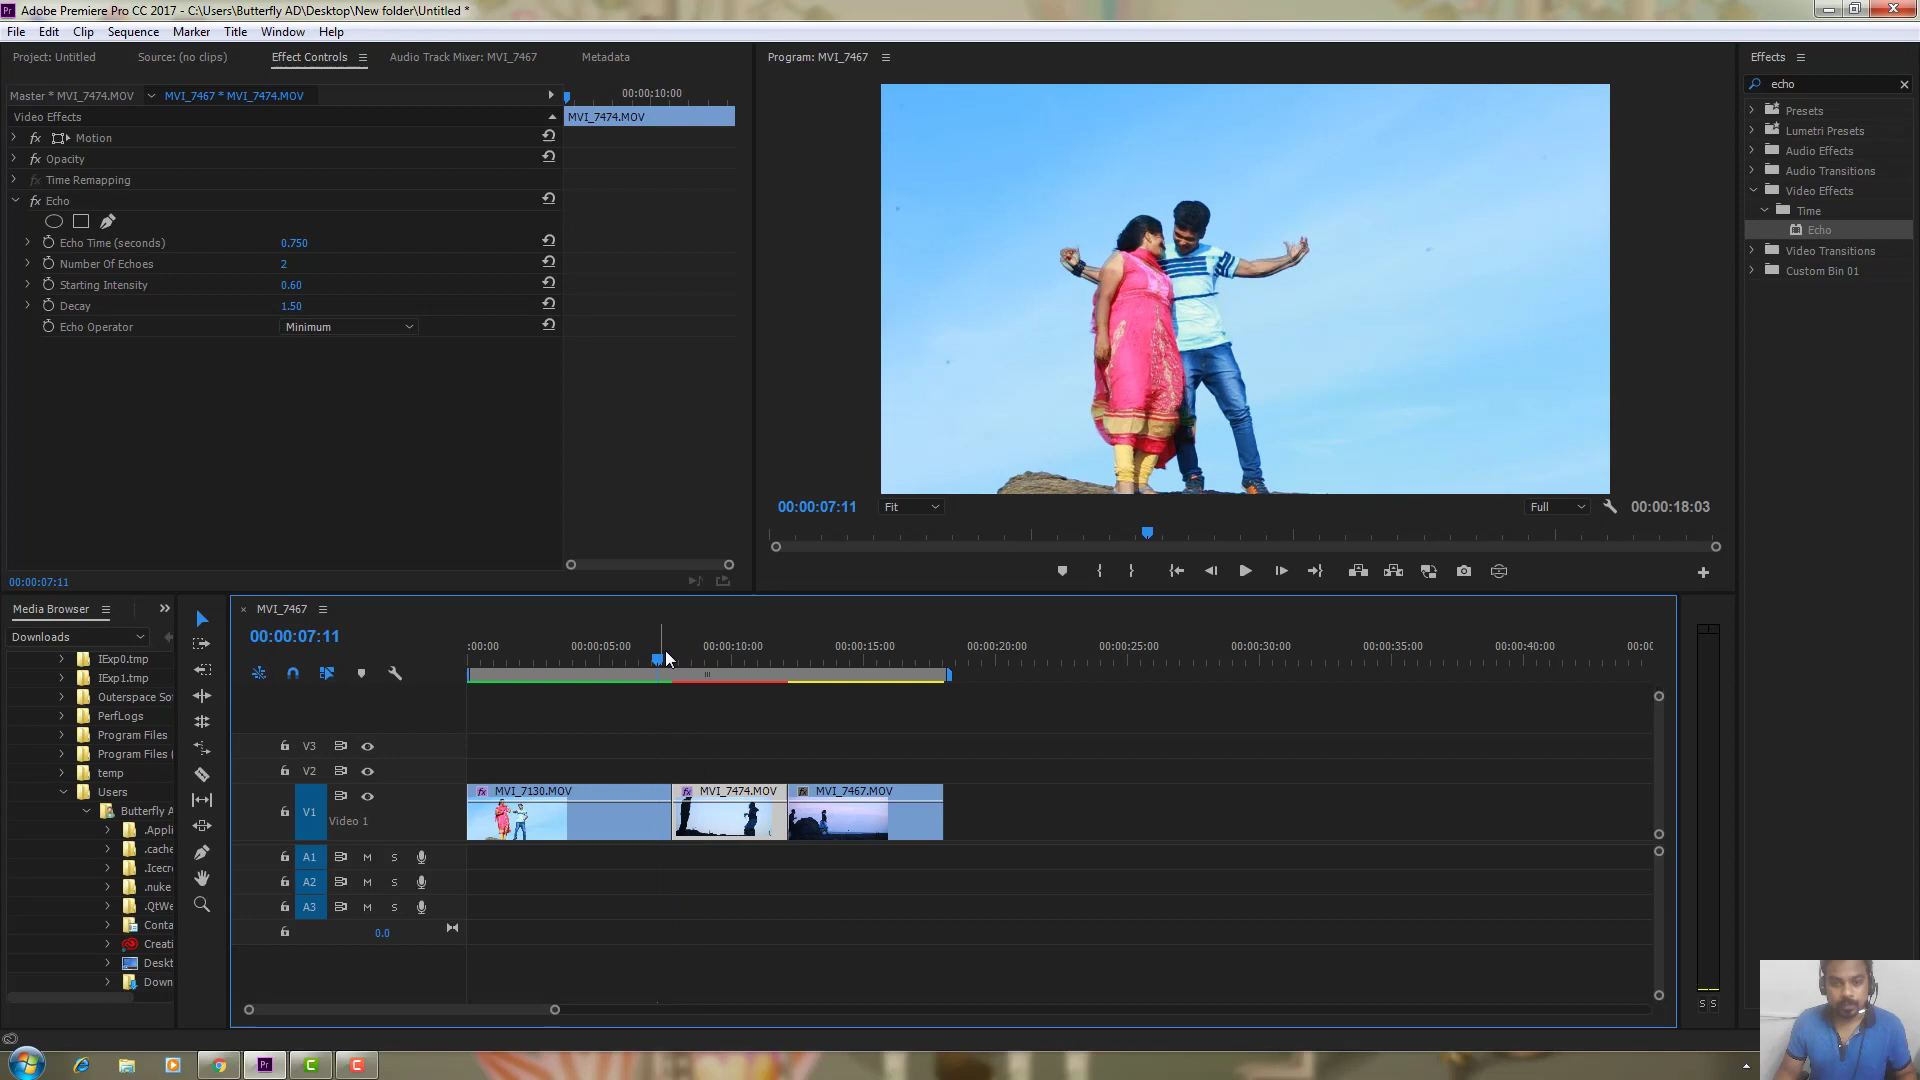 Pr Adobe Premiere Pro CC 2017 - C:\Users\Butterfly AD\Desktop\New folder\Untitled *
File Edit Clip Sequence Marker Title Window Help
Project: Untitled Source: (no clips) Effect Controls Audio Track Mixer: MVI_7467 Metadata
Program: MVI_7467
Effects
echo
Master * MVI_7474.MOV MVI_7467 * MVI_7474.MOV
00:00:10:00
Video Effects
MVI_7474.MOV
fx Motion
fx Opacity
fx Time Remapping
fx Echo
Echo Time (seconds) 0.750
Number Of Echoes 2
Starting Intensity 0.60
Decay 1.50
Echo Operator Minimum
00:00:07:11
Presets
Lumetri Presets
Audio Effects
Audio Transitions
Video Effects
Time
Echo
Video Transitions
Custom Bin 01
00:00:07:11 Fit Full 00:00:18:03
Media Browser
Downloads
IExp0.tmp
IExp1.tmp
Outerspace So
PerfLogs
Program Files
Program Files (
temp
Users
Butterfly A
.Appli
.cache
.Icecr
.nuke
.QtWe
Conta
Creati
Deskt
Down
MVI_7467
00:00:07:11
:00:00 00:00:05:00 00:00:10:00 00:00:15:00 00:00:20:00 00:00:25:00 00:00:30:00 00:00:35:00 00:00:40:00 00:0
V3
V2
V1 Video 1
fx MVI_7130.MOV fx MVI_7474.MOV fx MVI_7467.MOV
A1 M S
A2 M S
A3 M S
0.0
S S
Pr C C